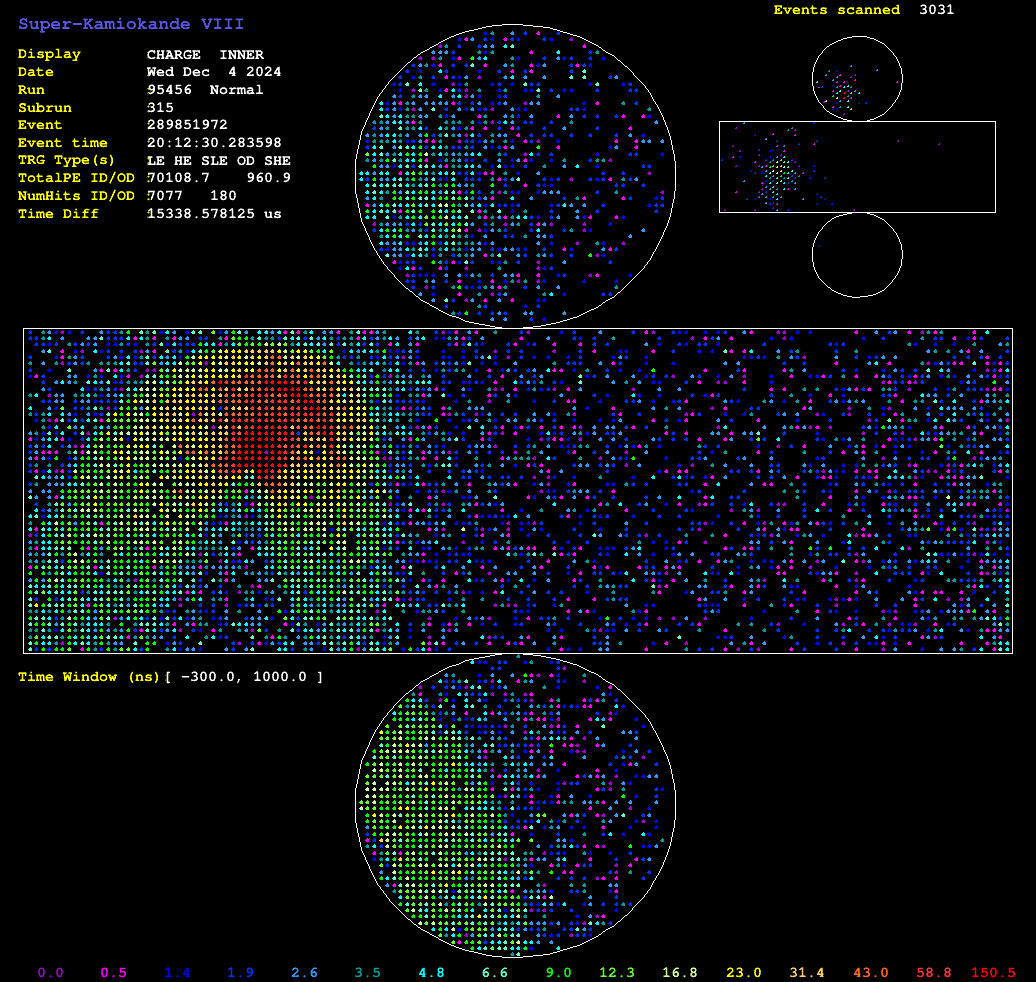 Super-Kamiokande VIII
Events scanned 3031
Display CHARGE INNER
Date Wed Dec 4 2024
Run :95456 Normal
Subrun :315
Event :289851972
Event time :20:12:30.283598
TRG Type(s) :LE HE SLE OD SHE
TotalPE ID/OD :70108.7 960.9
NumHits ID/OD :7077 180
Time Diff :15338.578125 us
Time Window (ns)[ -300.0, 1000.0 ]
0.0 0.5 1.4 1.9 2.6 3.5 4.8 6.6 9.0 12.3 16.8 23.0 31.4 43.0 58.8 150.5